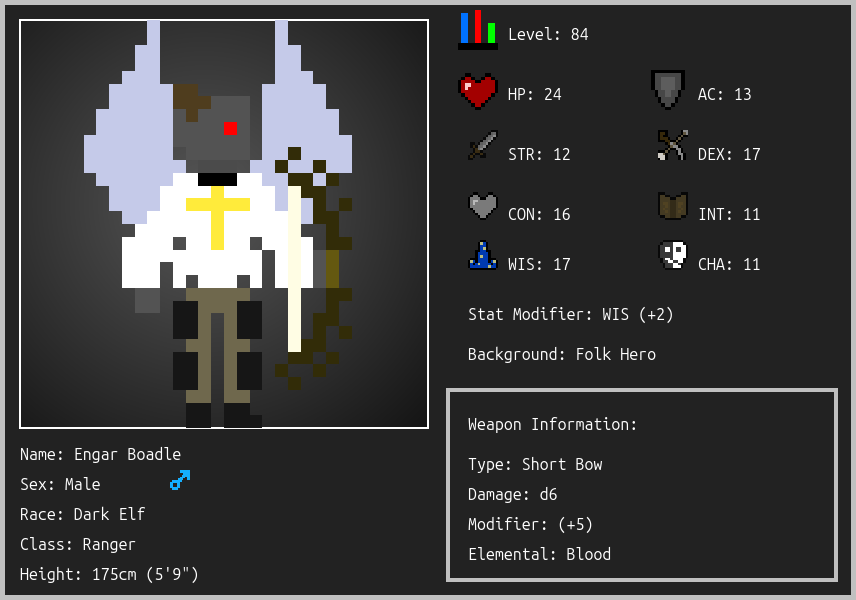 Level: 84
HP: 24
AC: 13
STR: 12
DEX: 17
CON: 16
INT: 11
WIS: 17
CHA: 11
Stat Modifier: WIS (+2)
Background: Folk Hero
Weapon Information:
Type: Short Bow
Damage: d6
Modifier: (+5)
Elemental: Blood
Name: Engar Boadle
Sex: Male
Race: Dark Elf
Class: Ranger
Height: 175cm (5'9")